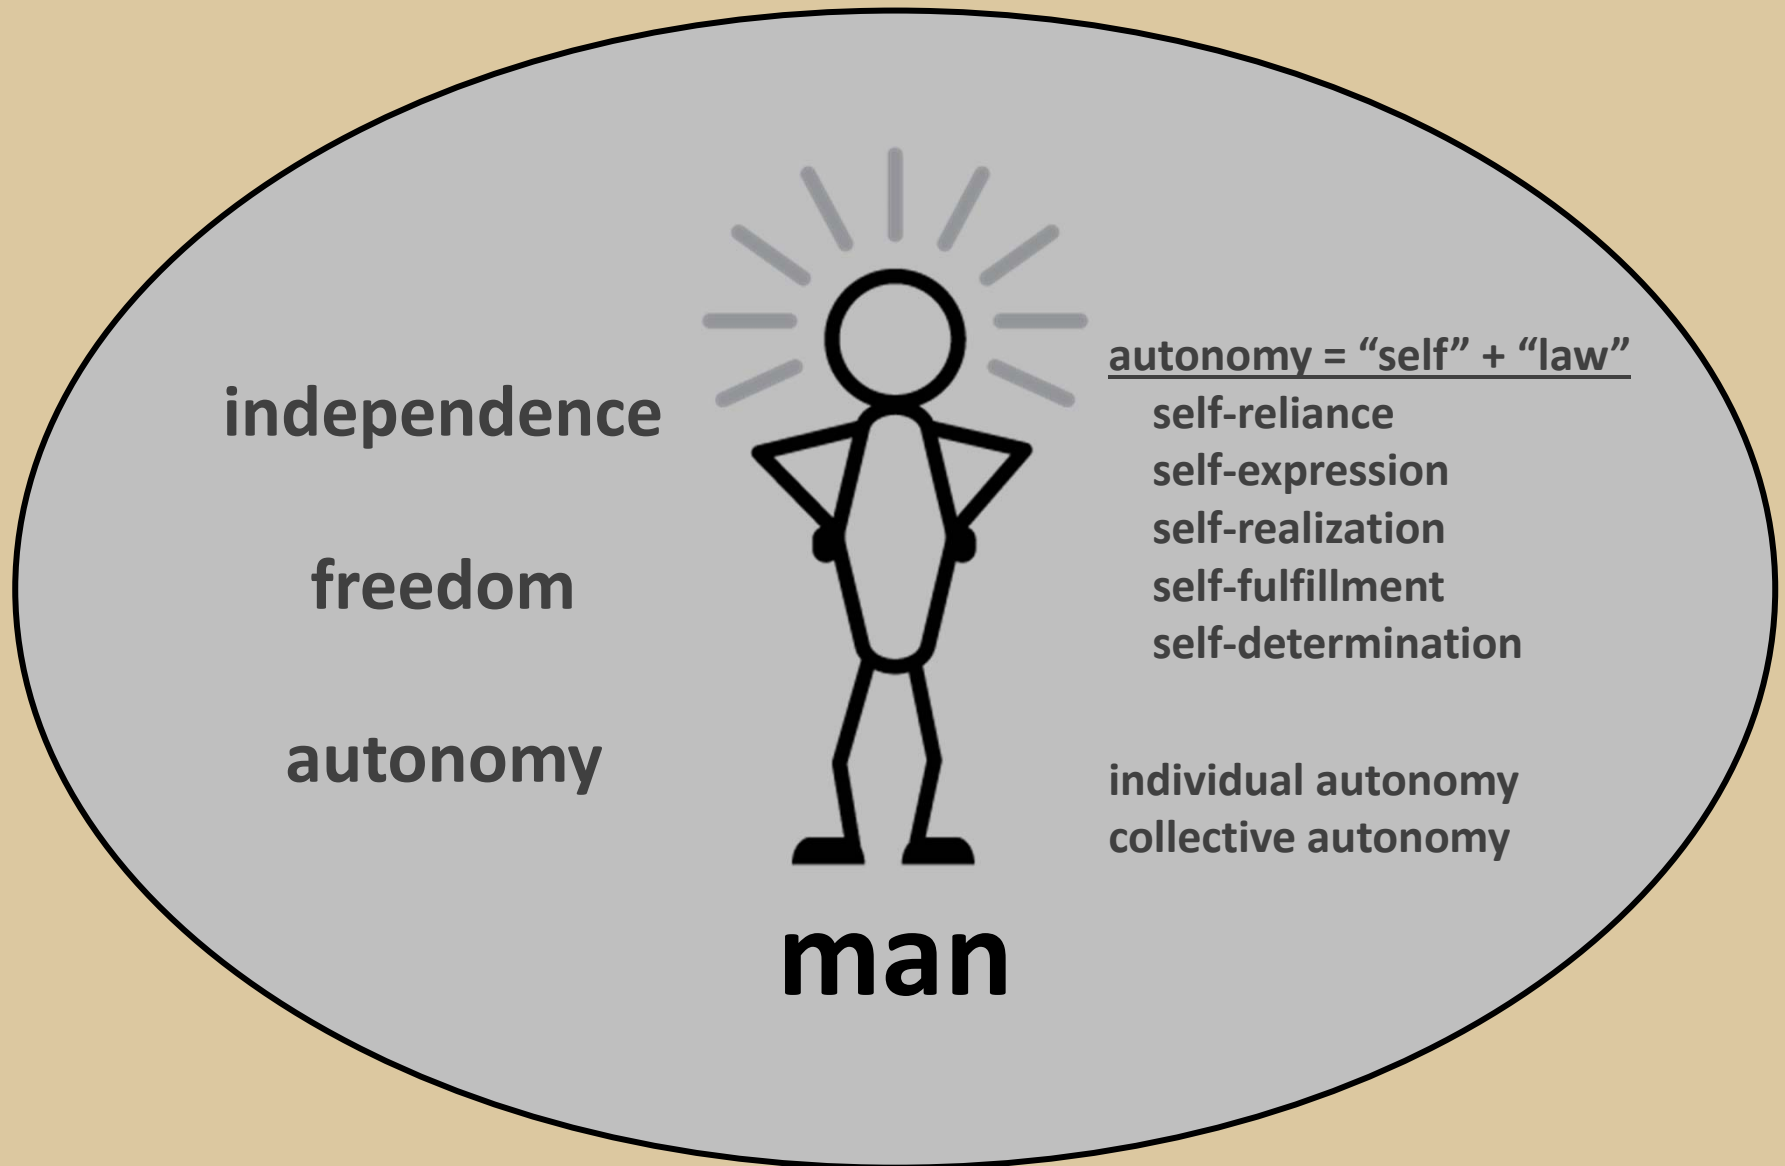 independence
freedom
autonomy
autonomy = “self” + “law”
self-reliance
self-expression
self-realization
self-fulfillment
self-determination
individual autonomy
collective autonomy
man